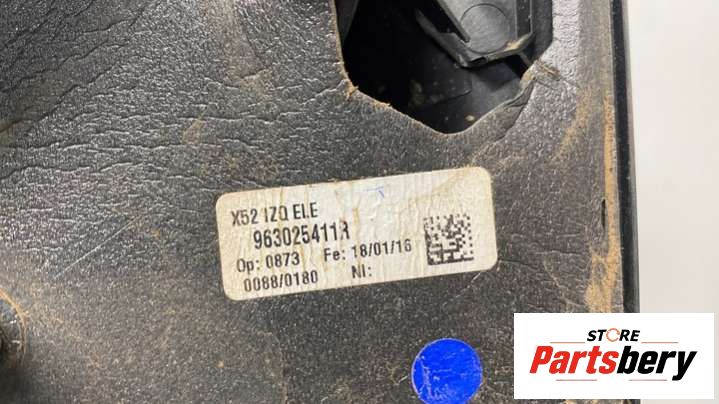 X52 IZQ ELE
963025411R
Op: 0873 Fe: 18/01/16
0088/0180 NI:
STORE
Partsbery